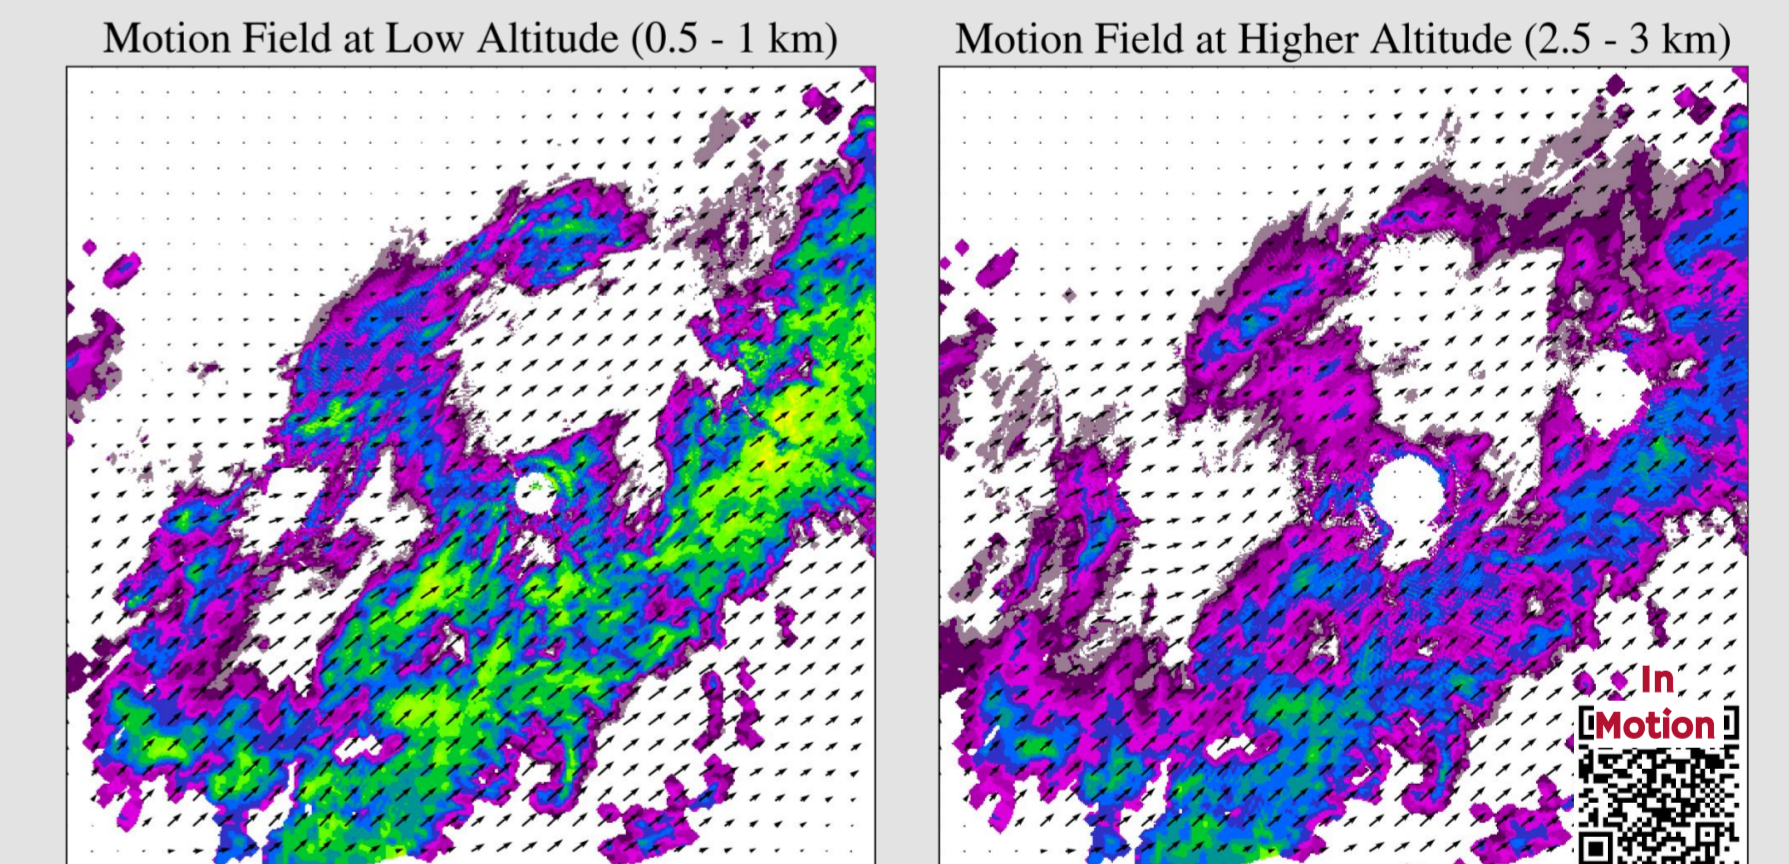 Motion Field at Low Altitude (0.5 - 1 km)
Motion Field at Higher Altitude (2.5 - 3 km)
In
Motion